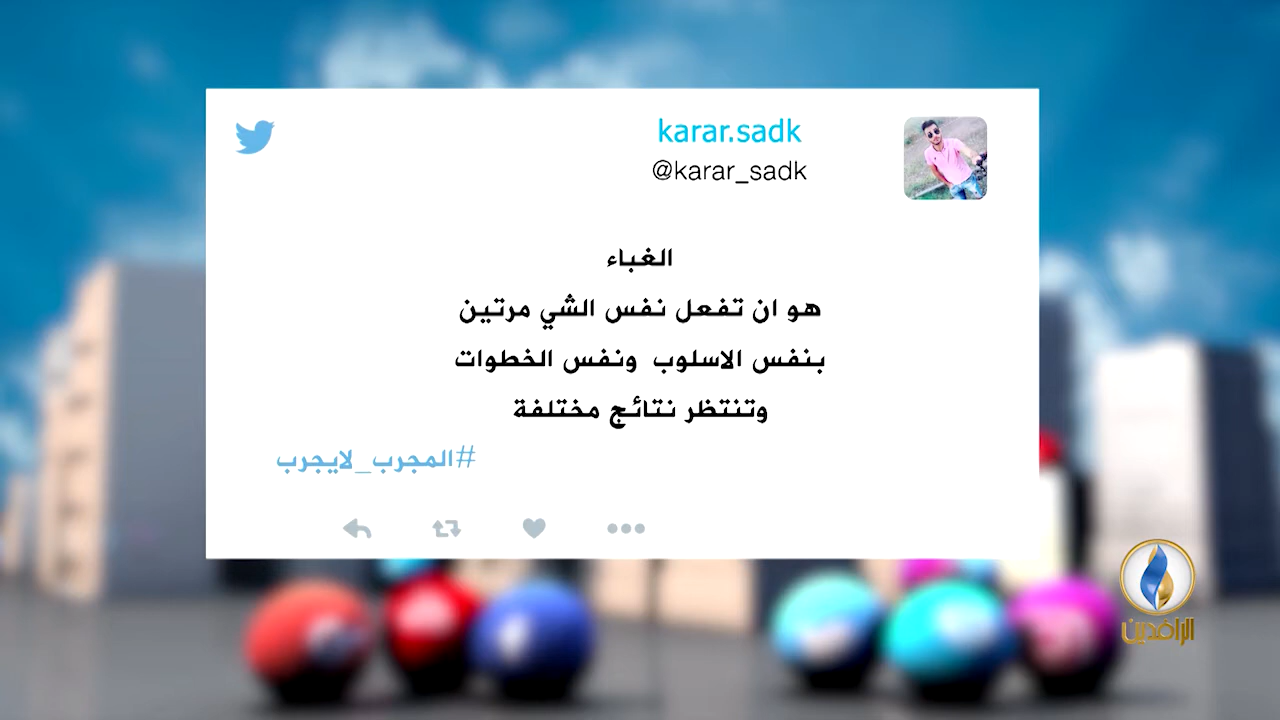 karar.sadk
@karar_sadk
الغباء
هو ان تفعل نفس الشي مرتين
بنفس الاسلوب ونفس الخطوات
وتنتظر نتائج مختلفة
#المجرب_لايجرب
الرافدين